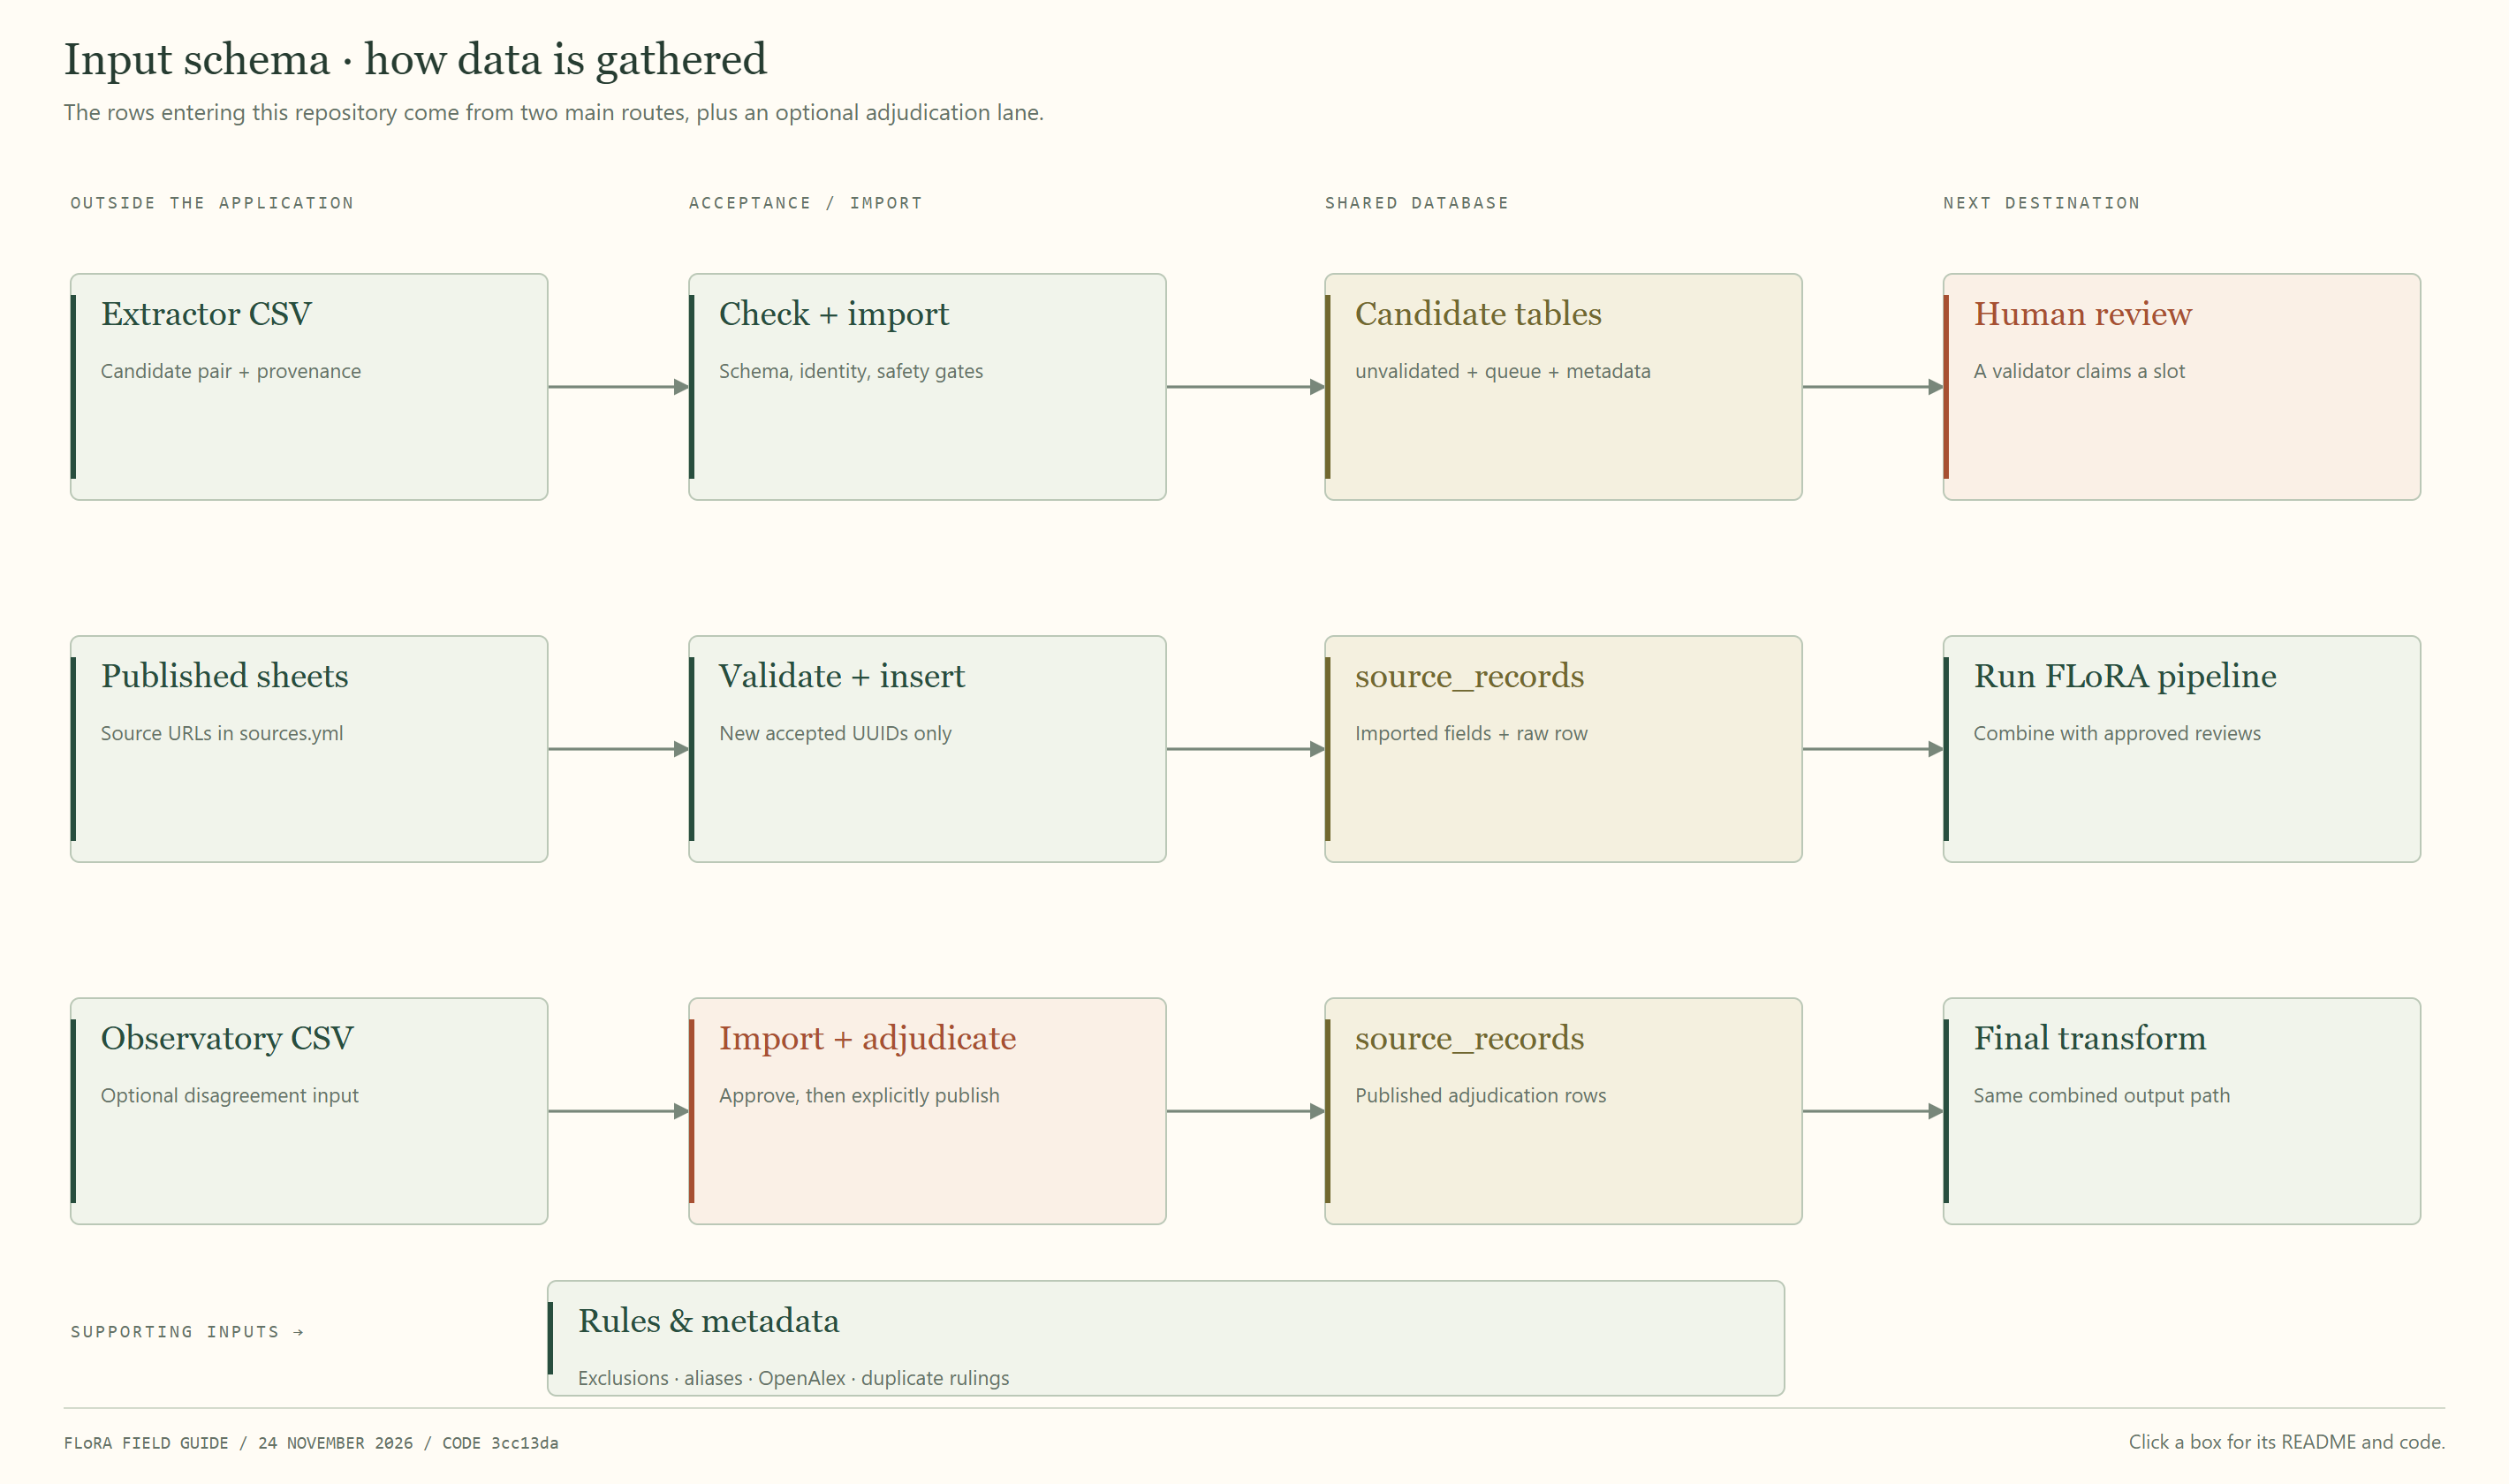 Input schema · how data is gathered
The rows entering this repository come from two main routes, plus an optional adjudication lane.
OUTSIDE THE APPLICATION
ACCEPTANCE / IMPORT
SHARED DATABASE
NEXT DESTINATION
Extractor CSV
Candidate pair + provenance
Check + import
Schema, identity, safety gates
Candidate tables
unvalidated + queue + metadata
Human review
A validator claims a slot
Published sheets
Source URLs in sources.yml
Validate + insert
New accepted UUIDs only
source_records
Imported fields + raw row
Run FLoRA pipeline
Combine with approved reviews
Observatory CSV
Optional disagreement input
Import + adjudicate
Approve, then explicitly publish
source_records
Published adjudication rows
Final transform
Same combined output path
SUPPORTING INPUTS →
Rules & metadata
Exclusions · aliases · OpenAlex · duplicate rulings
FLoRA FIELD GUIDE / 24 NOVEMBER 2026 / CODE 3cc13da
Click a box for its README and code.